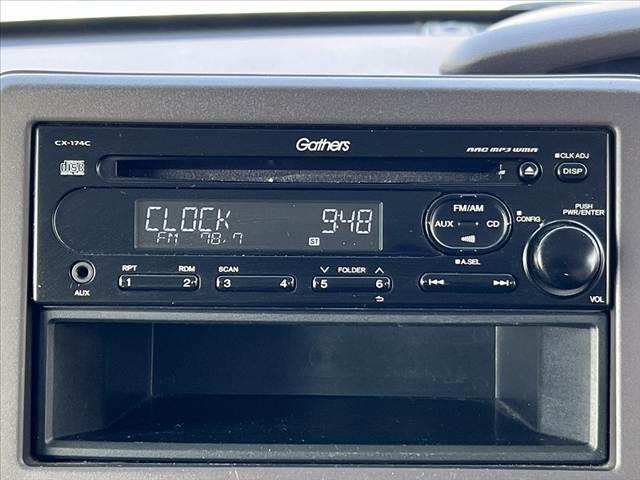 CX-174C
Gathers
AAC MP3 WMA
disc
CLK ADJ
DISP
CLOCK 9:48
FM 78.7 ST
FM/AM
AUX CD
CONFIG
PUSH
PWR/ENTER
A.SEL
VOL
AUX
RPT RDM
1 2
SCAN
3 4
FOLDER
5 6